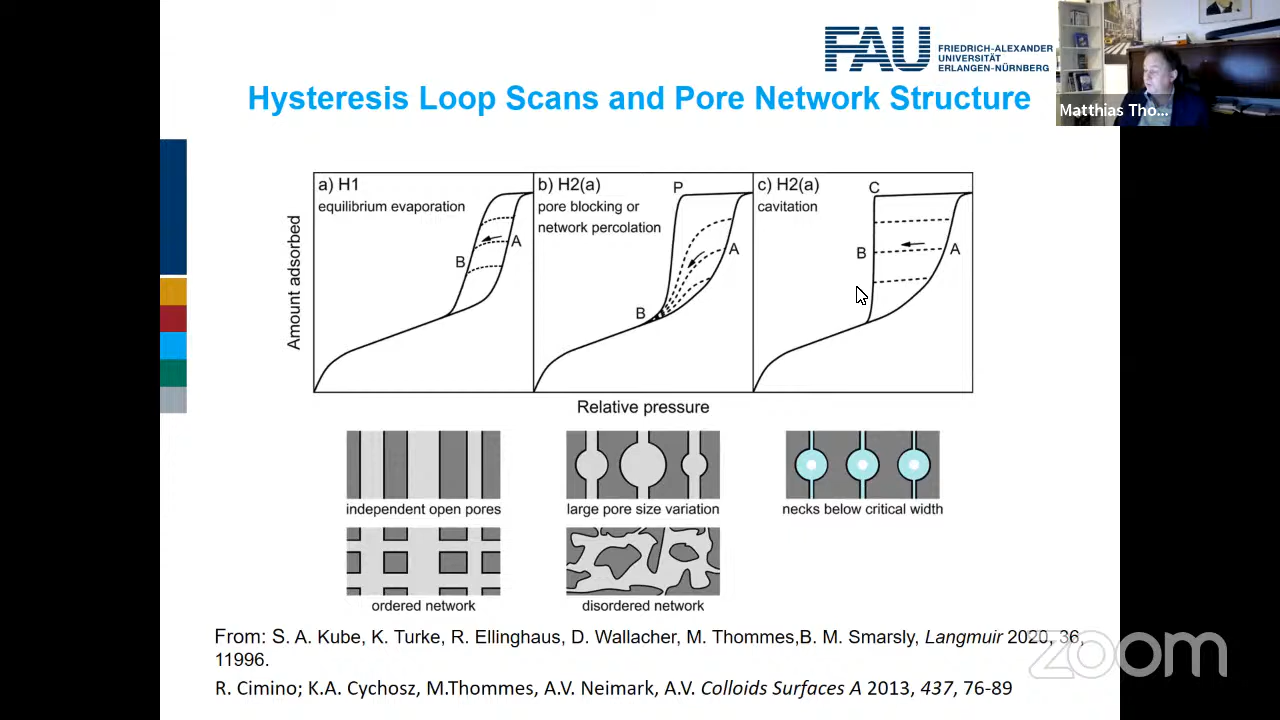 FAU
FRIEDRICH-ALEXANDER
UNIVERSITÄT
ERLANGEN-NÜRNBERG
Matthias Tho...
Hysteresis Loop Scans and Pore Network Structure
a) H1
equilibrium evaporation
A
B
b) H2(a)
pore blocking or
network percolation
P
A
B
c) H2(a)
cavitation
C
A
B
Amount adsorbed
Relative pressure
independent open pores
large pore size variation
necks below critical width
ordered network
disordered network
From: S. A. Kube, K. Turke, R. Ellinghaus, D. Wallacher, M. Thommes,B. M. Smarsly, Langmuir 2020, 36,
11996.
R. Cimino; K.A. Cychosz, M.Thommes, A.V. Neimark, A.V. Colloids Surfaces A 2013, 437, 76-89
zoom